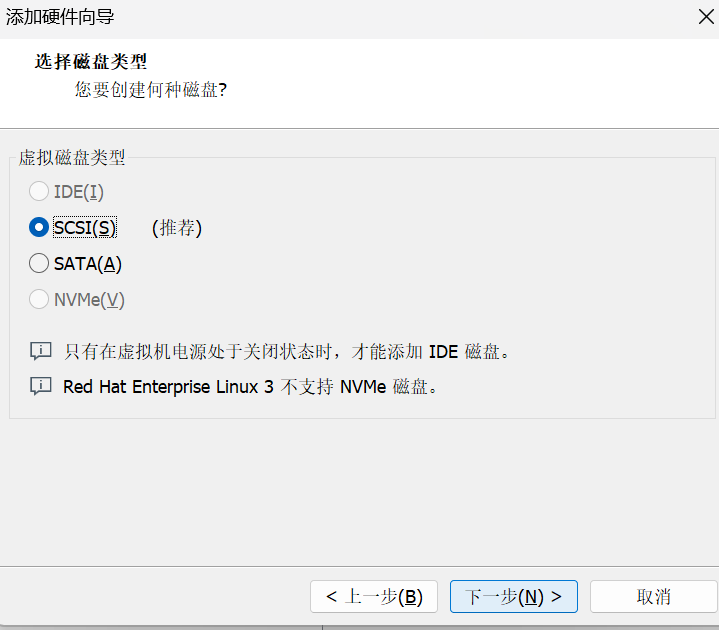 添加硬件向导
选择磁盘类型
您要创建何种磁盘?
虚拟磁盘类型
IDE(I)
SCSI(S) (推荐)
SATA(A)
NVMe(V)
只有在虚拟机电源处于关闭状态时，才能添加 IDE 磁盘。
Red Hat Enterprise Linux 3 不支持 NVMe 磁盘。
< 上一步(B) 下一步(N) > 取消